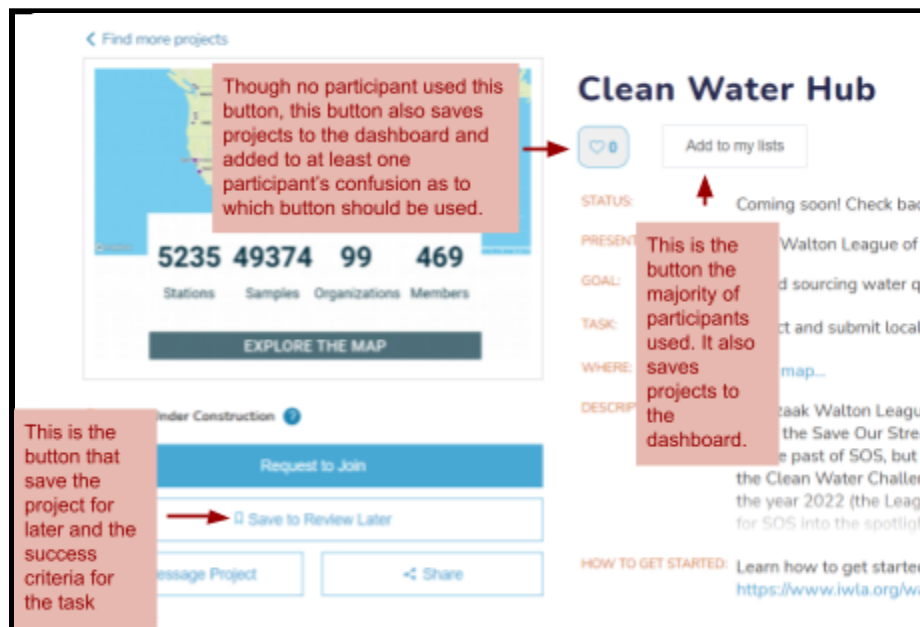 Find more projects
Though no participant used this
button, this button also saves
projects to the dashboard and
added to at least one
participant's confusion as to
which button should be used.
5235 49374 99 469
Stations Samples Organizations Members
EXPLORE THE MAP
Under Construction ?
This is the
button that
save the
project for
later and the
success
criteria for
the task
Request to Join
Save to Review Later
essage Project
Share
Clean Water Hub
0
Add to my lists
This is the
button the
majority of
participants
used. It also
saves
projects to
the
dashboard.
STATUS: Coming soon! Check bac
PRESENT Walton League of
GOAL: d sourcing water q
TASK: ct and submit local
WHERE: map...
DESCRIP zaak Walton Leagu
the Save Our Stre
e past of SOS, but
the Clean Water Challe
the year 2022 (the Leag
for SOS into the spotlig
HOW TO GET STARTED: Learn how to get starte
https://www.iwla.org/wa